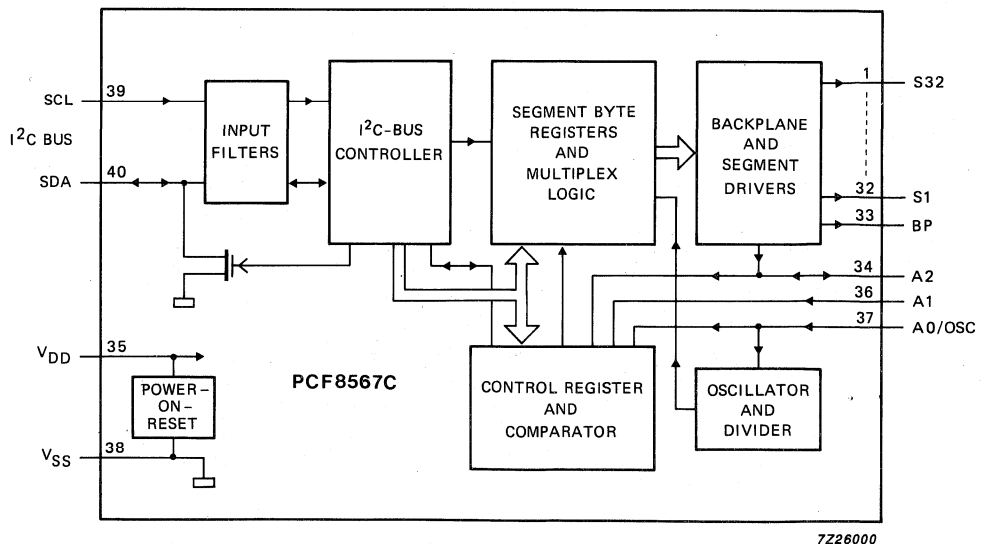 SCL
39
I²C BUS
40
SDA
INPUT
FILTERS
I²C-BUS
CONTROLLER
SEGMENT BYTE
REGISTERS
AND
MULTIPLEX
LOGIC
BACKPLANE
AND
SEGMENT
DRIVERS
1
S32
32
S1
33
BP
34
A2
36
A1
37
A0/OSC
VDD
35
POWER-
ON-
RESET
VSS
38
PCF8567C
CONTROL REGISTER
AND
COMPARATOR
OSCILLATOR
AND
DIVIDER
7Z26000